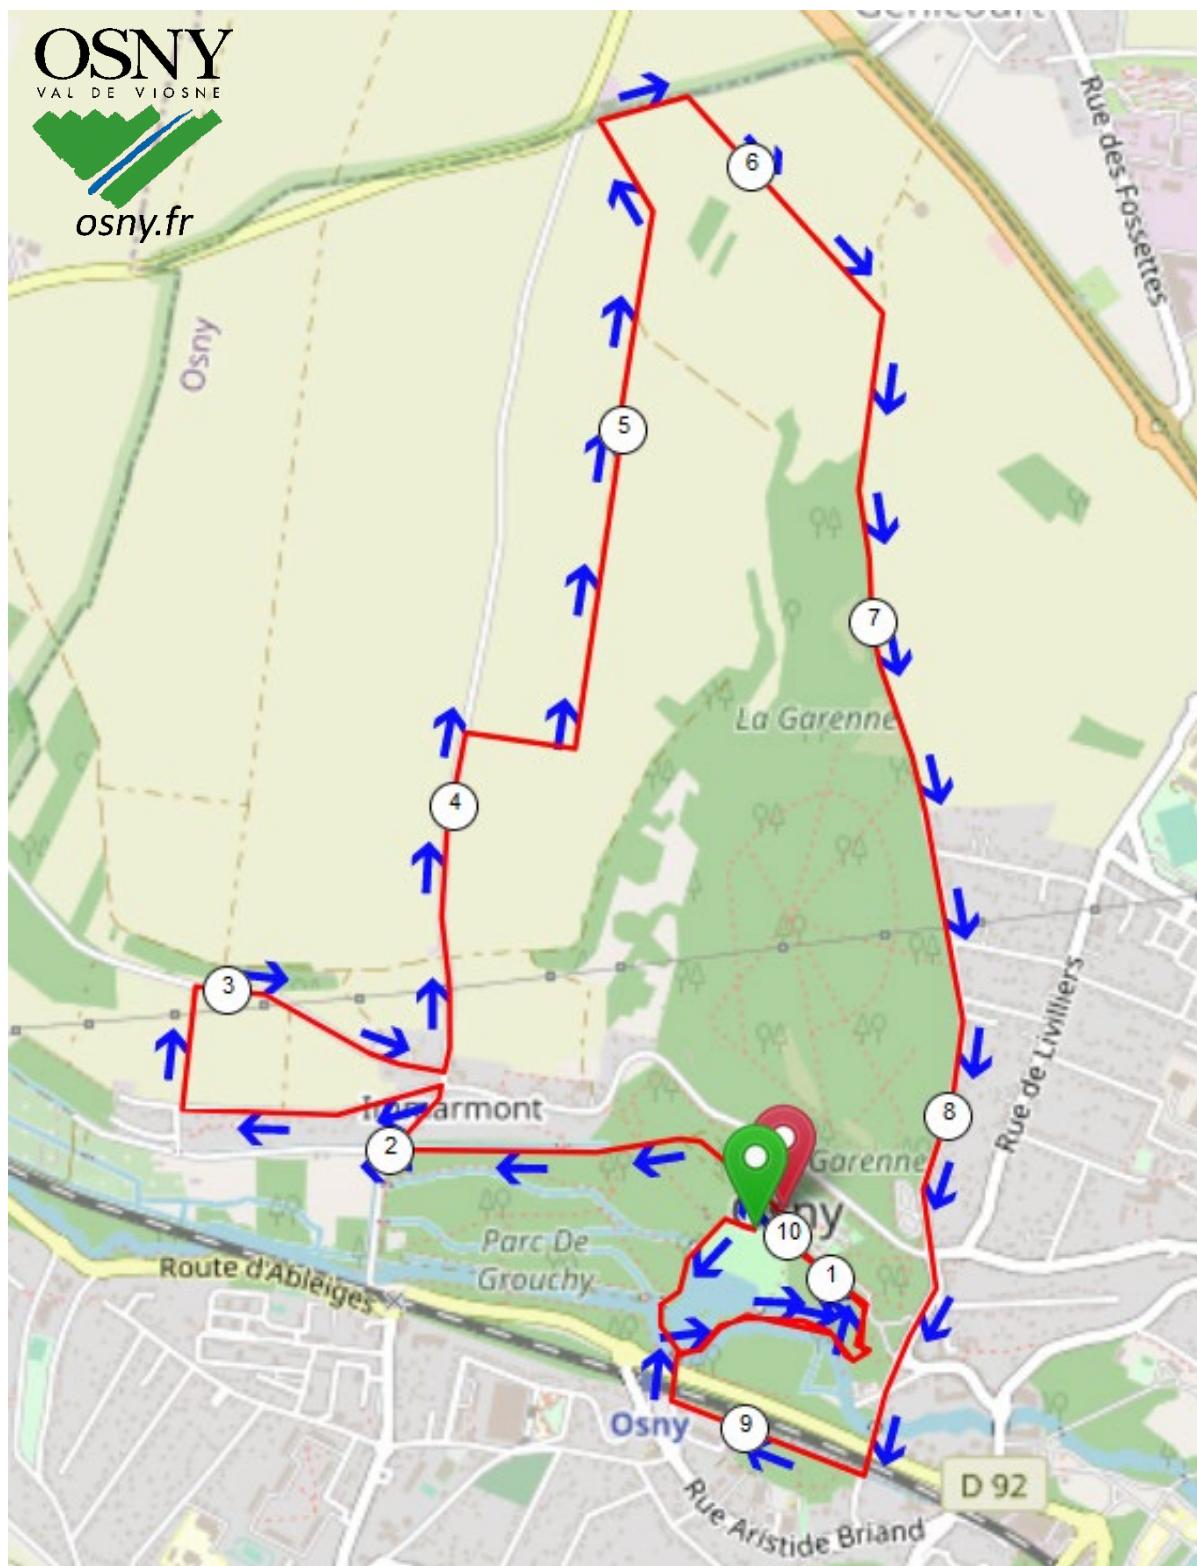 OSNY
VAL DE VIOSNE
osny.fr
Rue des Fossettes
Osny
6
5
7
La Garenne
4
3
Rue de Livilliers
8
2
Garenne
10
1
Parc De
Grouchy
Route d'Ableiges
Osny
9
D 92
Rue Aristide Briand